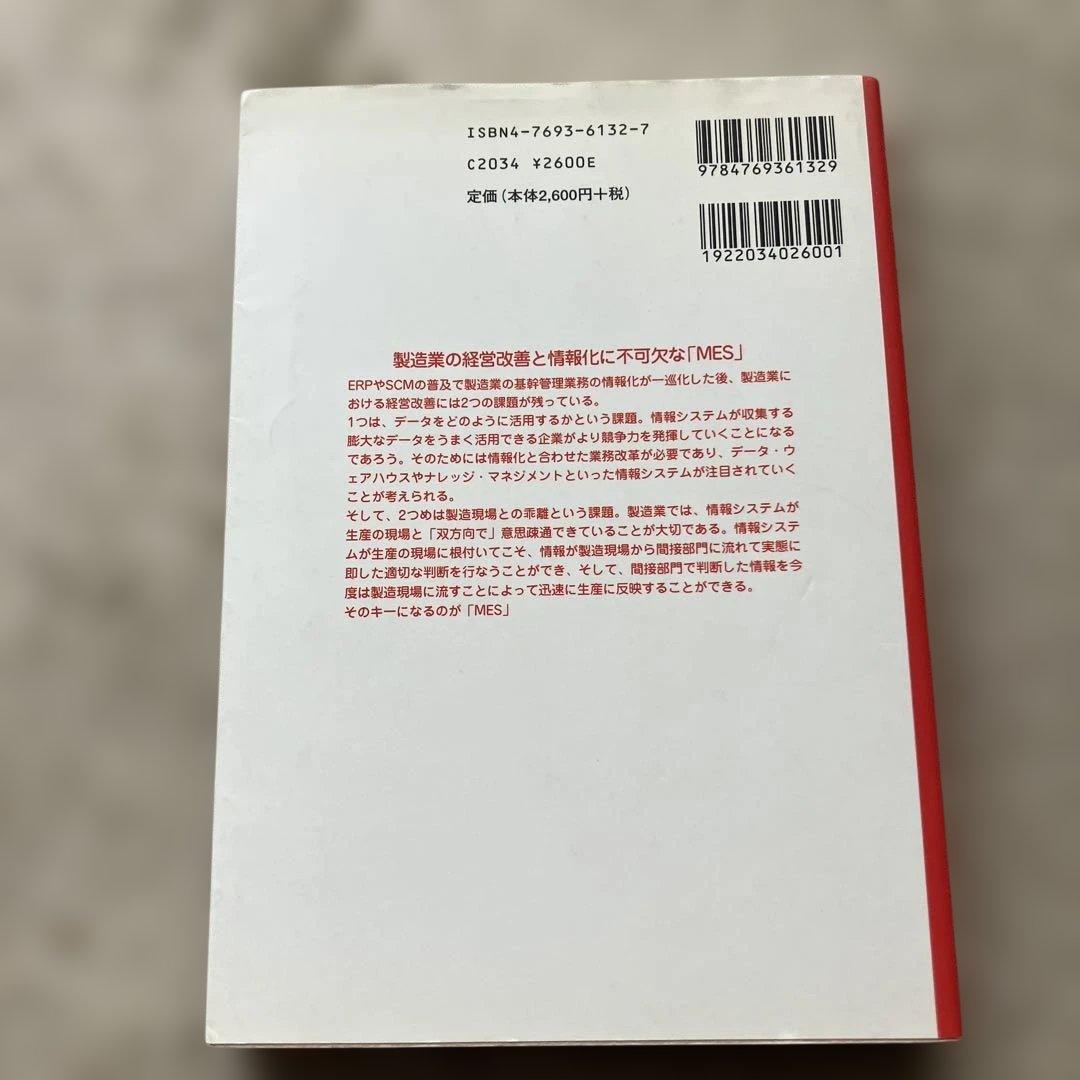 ISBN4-7693-6132-7
C2034 ¥2600E
定価(本体2,600円+税)
9784769361329
1922034026001
製造業の経営改善と情報化に不可欠な「MES」
ERPやSCMの普及で製造業の基幹管理業務の情報化が一巡化した後、製造業に
おける経営改善には2つの課題が残っている。
1つは、データをどのように活用するかという課題。情報システムが収集する
膨大なデータをうまく活用できる企業がより競争力を発揮していくことになる
であろう。そのためには情報化と合わせた業務改革が必要であり、データ・ウ
ェアハウスやナレッジ・マネジメントといった情報システムが注目されていく
ことが考えられる。
そして、2つめは製造現場との乖離という課題。製造業では、情報システムが
生産の現場と「双方向で」意思疎通できていることが大切である。情報システ
ムが生産の現場に根付いてこそ、情報が製造現場から間接部門に流れて実態に
即した適切な判断を行なうことができ、そして、間接部門で判断した情報を今
度は製造現場に流すことによって迅速に生産に反映することができる。
そのキーになるのが「MES」